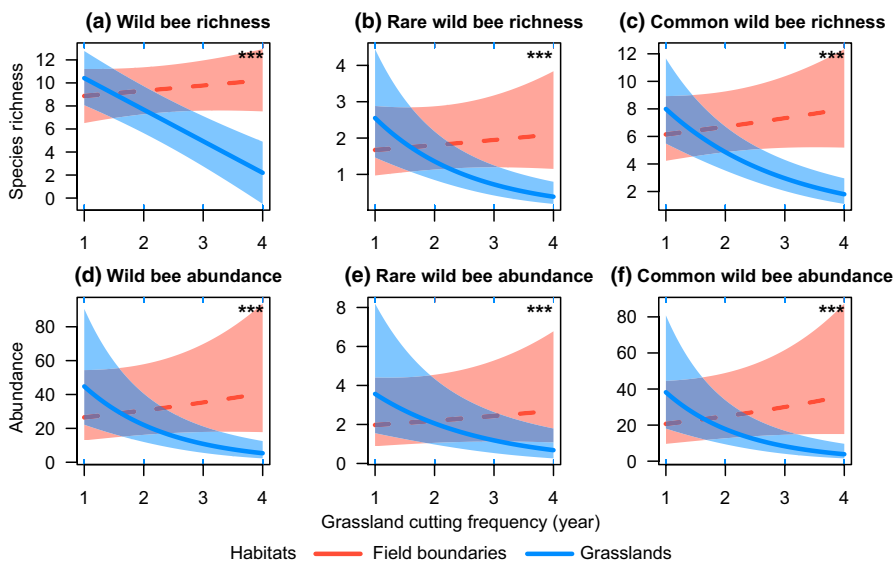 (a) Wild bee richness
(b) Rare wild bee richness
(c) Common wild bee richness
Species richness
12
10
8
6
4
2
0
***
1 2 3 4
4
3
2
1
***
1 2 3 4
12
10
8
6
4
2
***
1 2 3 4
(d) Wild bee abundance
(e) Rare wild bee abundance
(f) Common wild bee abundance
Abundance
80
60
40
20
0
***
1 2 3 4
8
6
4
2
0
***
1 2 3 4
80
60
40
20
0
***
1 2 3 4
Grassland cutting frequency (year)
Habitats Field boundaries Grasslands